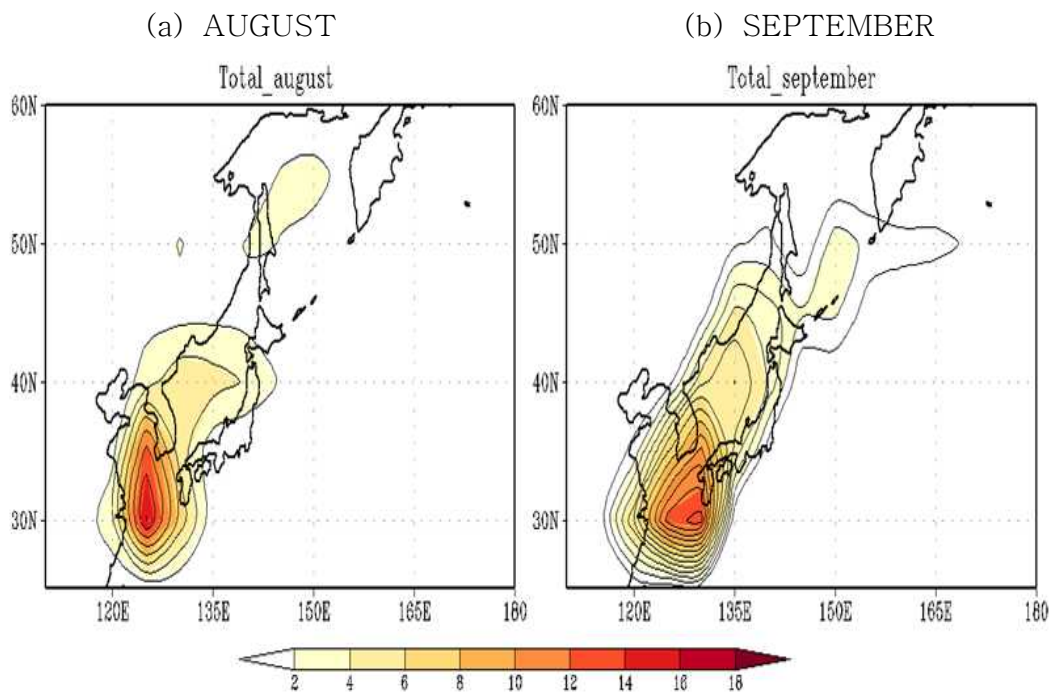 (a) AUGUST
(b) SEPTEMBER
Total_august
Total_september
60N
50N
40N
30N
120E 135E 150E 165E 180
60N
50N
40N
30N
120E 135E 150E 165E 180
2 4 6 8 10 12 14 16 18